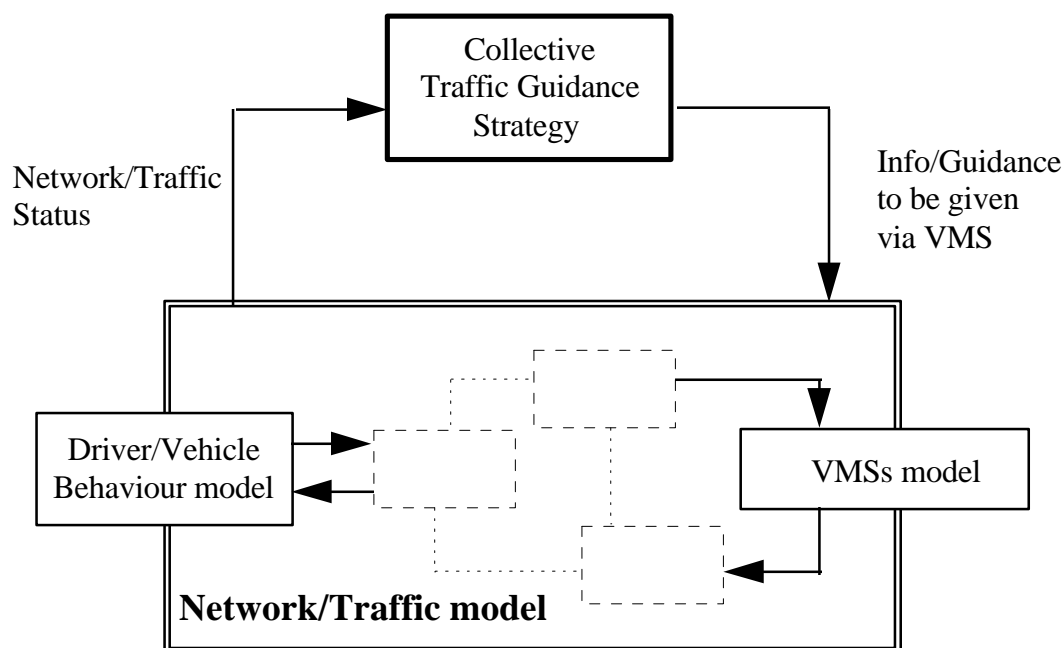 Collective
Traffic Guidance
Strategy
Network/Traffic
Status
Info/Guidance
to be given
via VMS
Driver/Vehicle
Behaviour model
VMSs model
Network/Traffic model